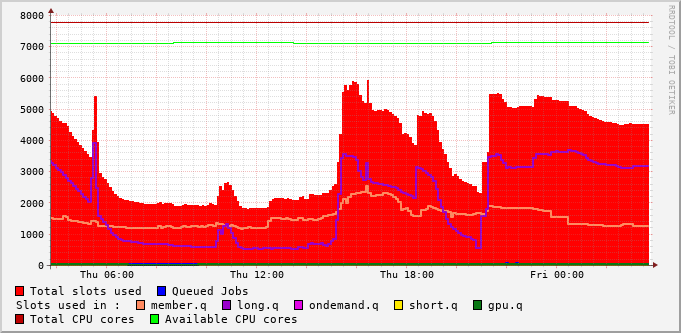 8000
7000
6000
5000
4000
3000
2000
1000
0
Thu 06:00 Thu 12:00 Thu 18:00 Fri 00:00
Total slots used Queued Jobs
Slots used in : member.q long.q ondemand.q short.q gpu.q
Total CPU cores Available CPU cores
RRDTOOL / TOBI OETIKER